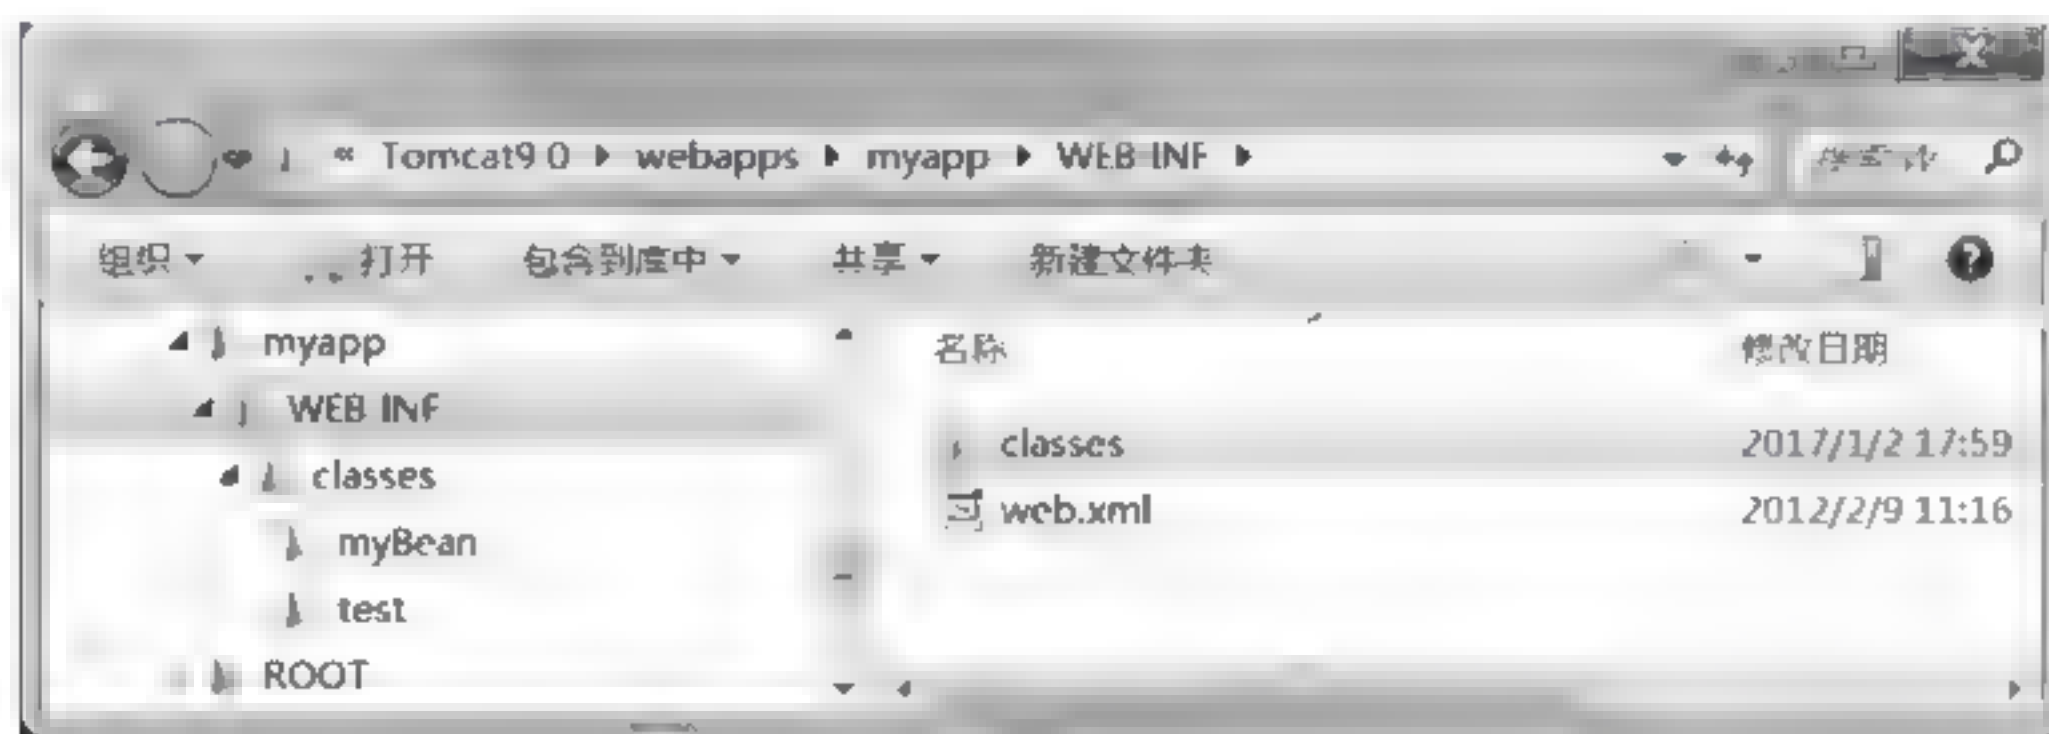 « Tomcat9 0 ▸ webapps ▸ myapp ▸ WEB INF ▸
组织 打开 包含到库中 共享 新建文件夹
myapp
WEB INF
classes
myBean
test
ROOT
名称 修改日期
classes 2017/1/2 17:59
web.xml 2012/2/9 11:16